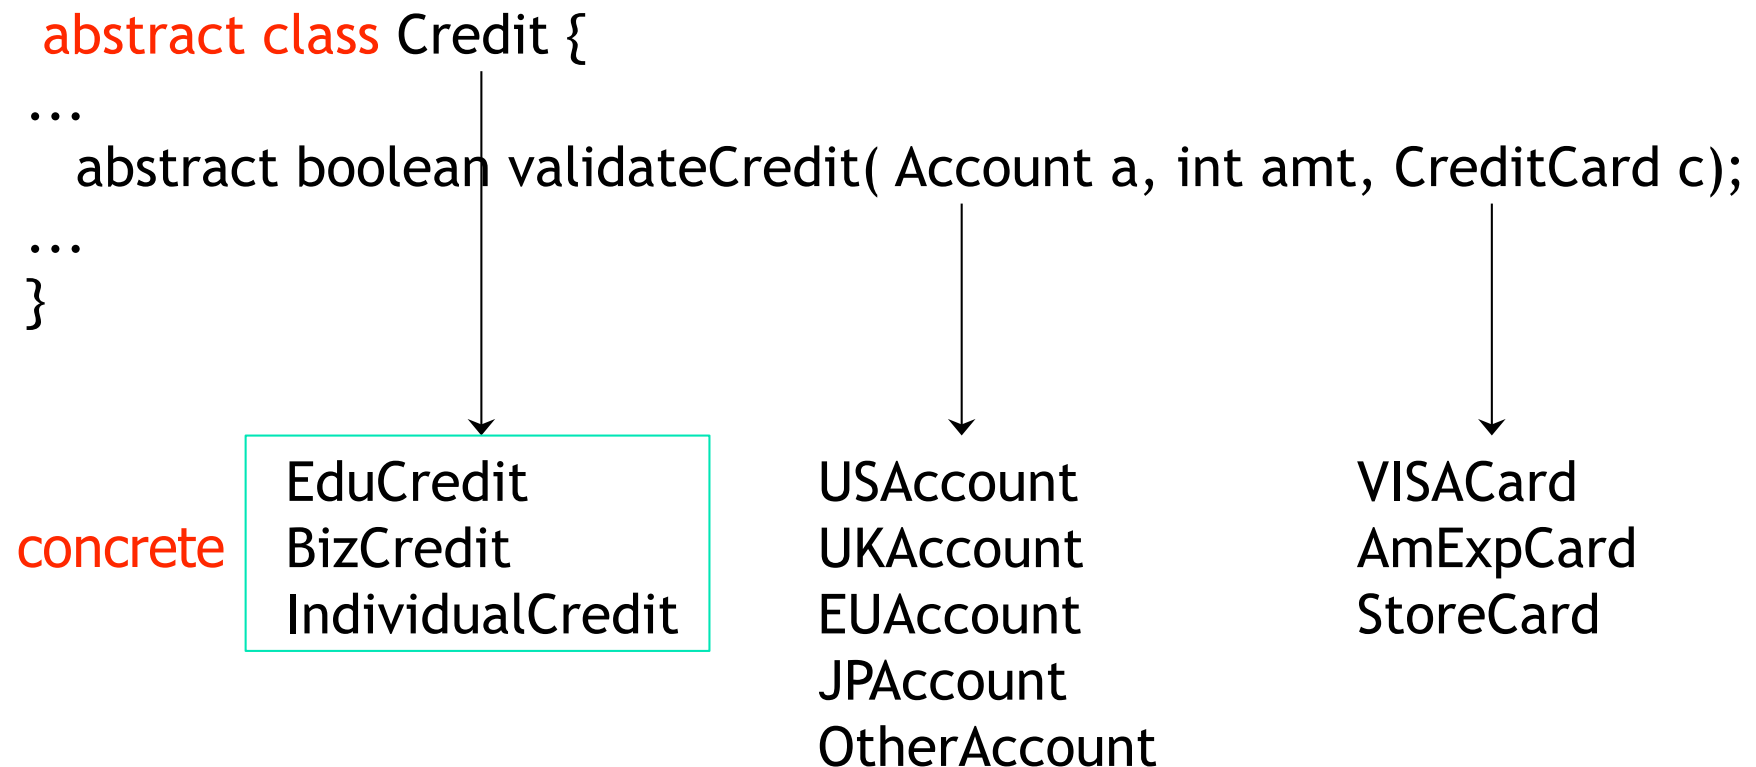 abstract class Credit {
...
abstract boolean validateCredit( Account a, int amt, CreditCard c);
...
}
EduCredit USAccount VISACard
concrete BizCredit UKAccount AmExpCard
IndividualCredit EUAccount StoreCard
JPAccount
OtherAccount